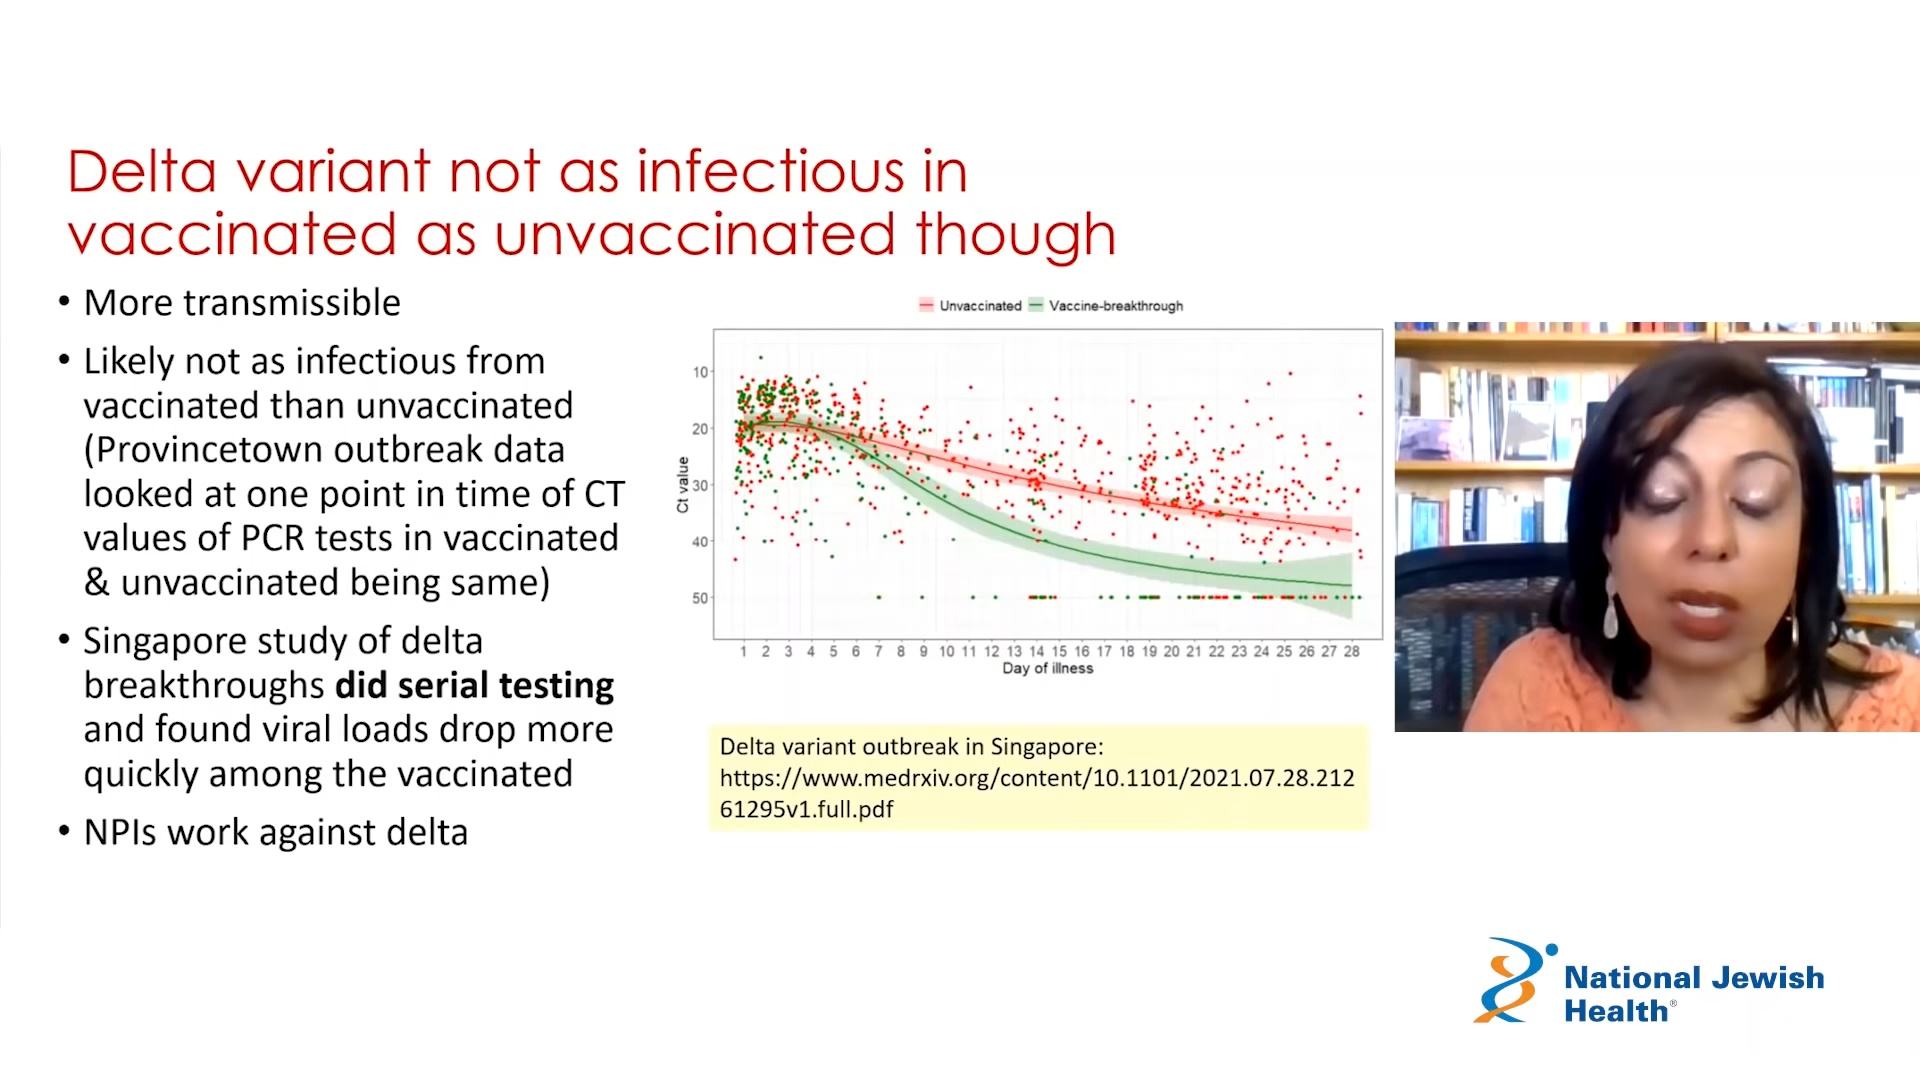 Delta variant not as infectious in
vaccinated as unvaccinated though
• More transmissible
• Likely not as infectious from
vaccinated than unvaccinated
(Provincetown outbreak data
looked at one point in time of CT
values of PCR tests in vaccinated
& unvaccinated being same)
• Singapore study of delta
breakthroughs did serial testing
and found viral loads drop more
quickly among the vaccinated
• NPIs work against delta
Unvaccinated Vaccine-breakthrough
Ct value
10
20
30
40
50
1 2 3 4 5 6 7 8 9 10 11 12 13 14 15 16 17 18 19 20 21 22 23 24 25 26 27 28
Day of illness
Delta variant outbreak in Singapore:
https://www.medrxiv.org/content/10.1101/2021.07.28.212
61295v1.full.pdf
National Jewish
Health®